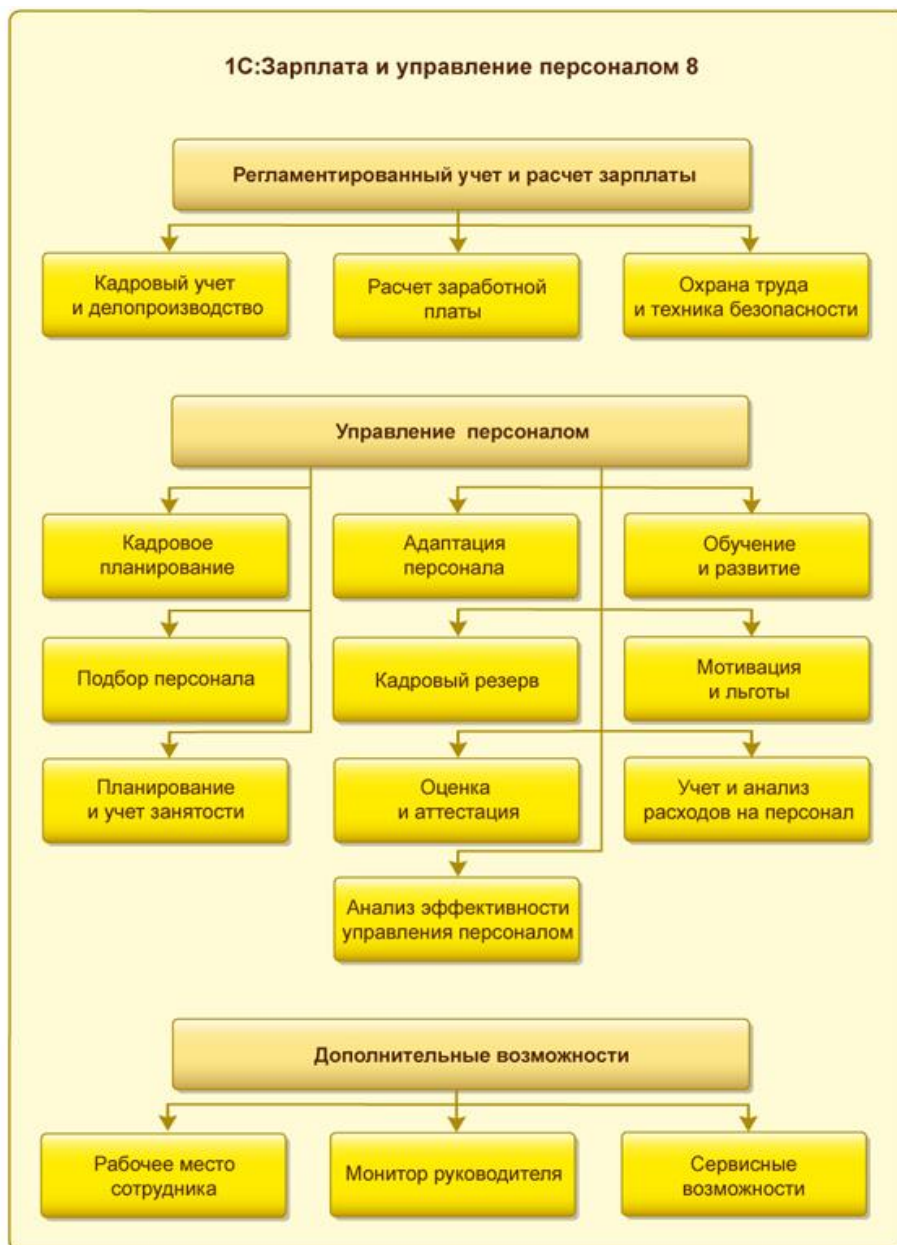 1С:Зарплата и управление персоналом 8
Регламентированный учет и расчет зарплаты
Кадровый учет
и делопроизводство
Расчет заработной
платы
Охрана труда
и техника безопасности
Управление персоналом
Кадровое
планирование
Адаптация
персонала
Обучение
и развитие
Подбор персонала
Кадровый резерв
Мотивация
и льготы
Планирование
и учет занятости
Оценка
и аттестация
Учет и анализ
расходов на персонал
Анализ эффективности
управления персоналом
Дополнительные возможности
Рабочее место
сотрудника
Монитор руководителя
Сервисные
возможности